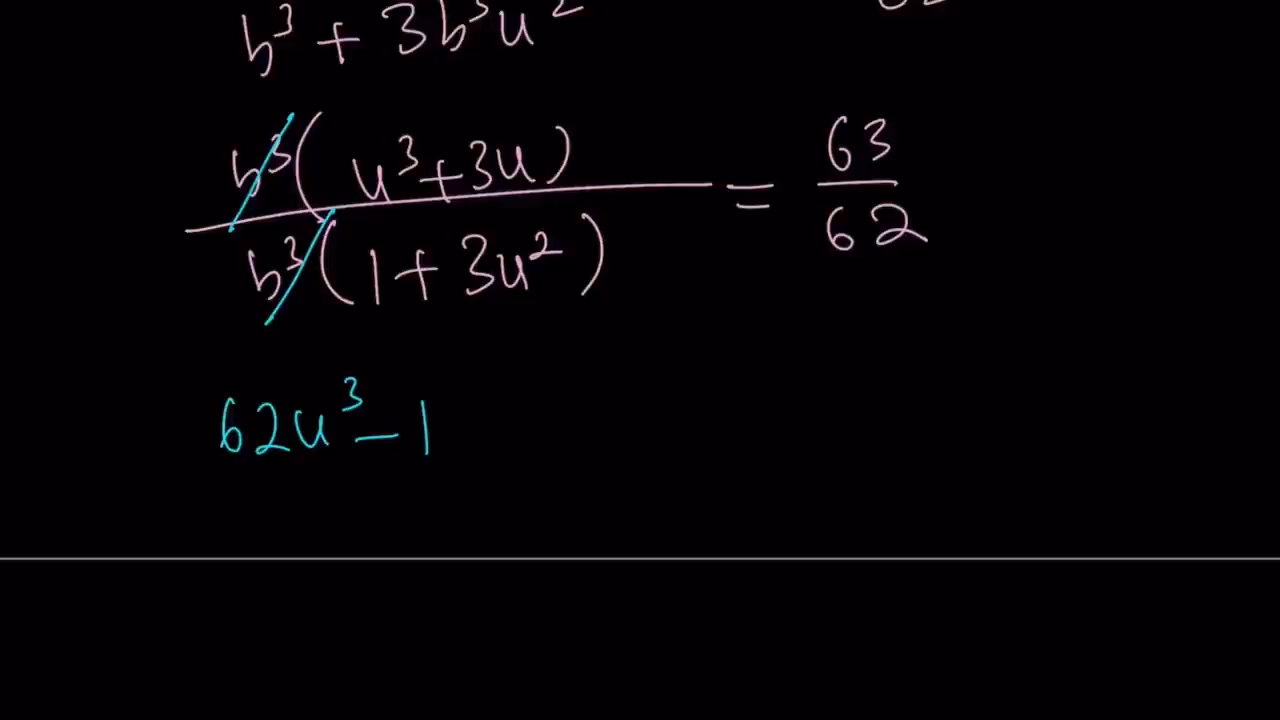 b³ + 3b³u²
b³(u³+3u) / b³(1+3u²) = 63/62
62u³ - 1